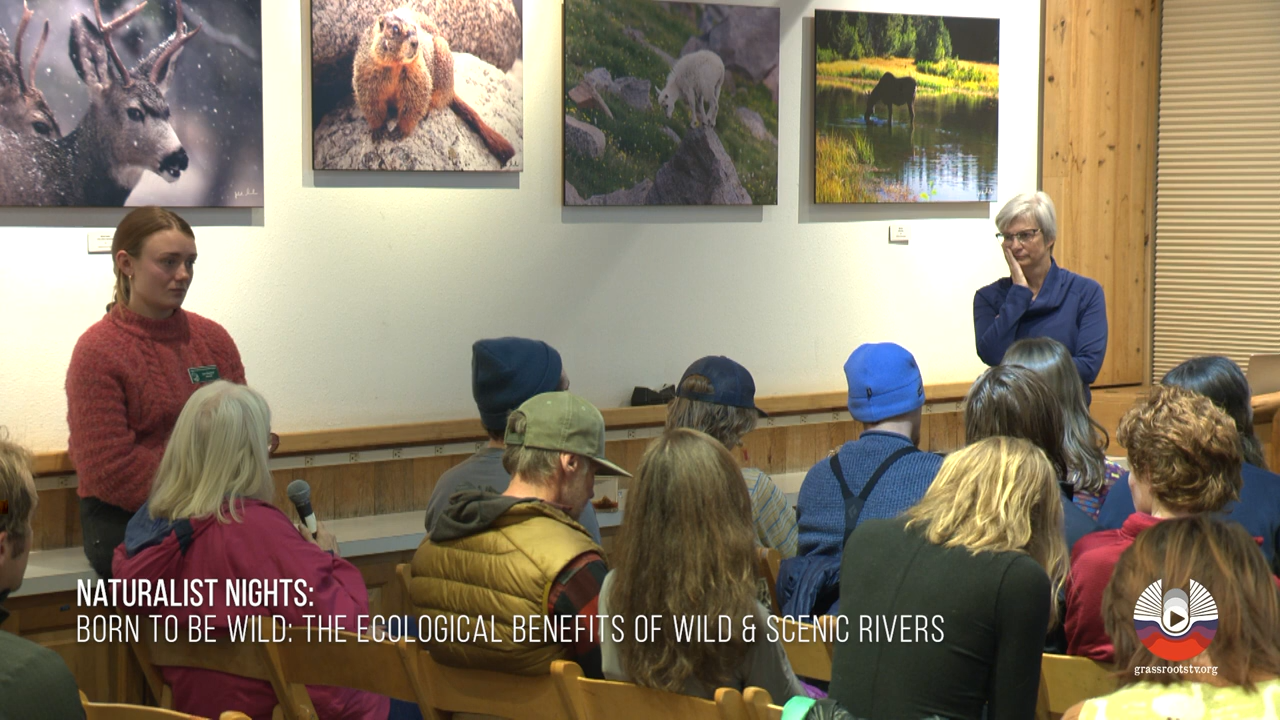 NATURALIST NIGHTS:
BORN TO BE WILD: THE ECOLOGICAL BENEFITS OF WILD & SCENIC RIVERS
grassrootstv.org